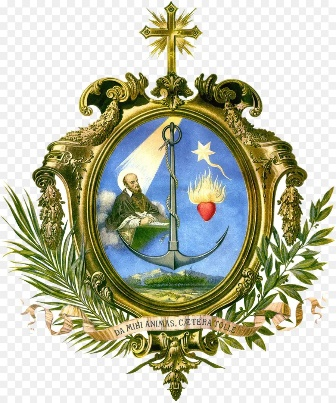 DA MIHI ANIMAS, CÆTERA TOLLE